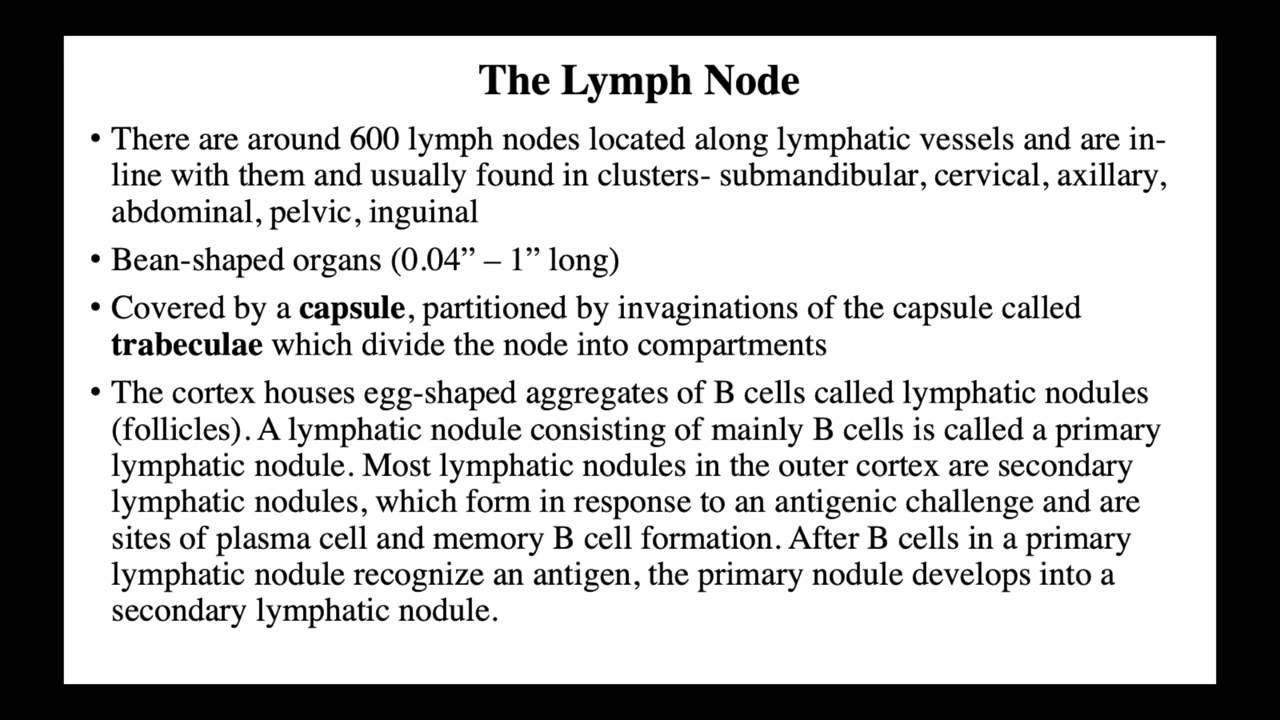 The Lymph Node
• There are around 600 lymph nodes located along lymphatic vessels and are in-
line with them and usually found in clusters- submandibular, cervical, axillary,
abdominal, pelvic, inguinal
• Bean-shaped organs (0.04” – 1” long)
• Covered by a capsule, partitioned by invaginations of the capsule called
trabeculae which divide the node into compartments
• The cortex houses egg-shaped aggregates of B cells called lymphatic nodules
(follicles). A lymphatic nodule consisting of mainly B cells is called a primary
lymphatic nodule. Most lymphatic nodules in the outer cortex are secondary
lymphatic nodules, which form in response to an antigenic challenge and are
sites of plasma cell and memory B cell formation. After B cells in a primary
lymphatic nodule recognize an antigen, the primary nodule develops into a
secondary lymphatic nodule.